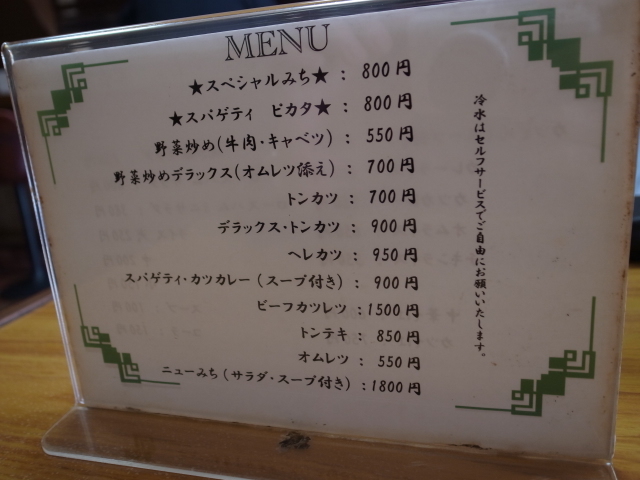 MENU
★スペシャルみち★ : 800円
★スパゲティ ピカタ★ : 800円
野菜炒め(牛肉・キャベツ) : 550円
野菜炒めデラックス(オムレツ添え) : 700円
トンカツ : 700円
デラックス・トンカツ : 900円
ヘレカツ : 950円
スパゲティ・カツカレー (スープ付き) : 900円
ビーフカツレツ : 1500円
トンテキ : 850円
オムレツ : 550円
ニューみち (サラダ・スープ付き) : 1800円
冷水はセルフサービスでご自由にお願いいたします。